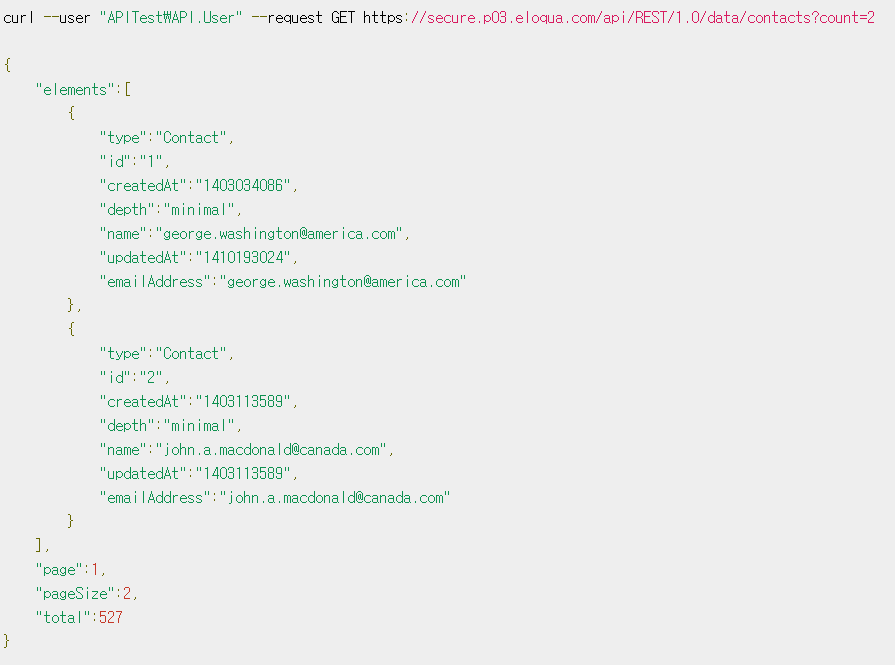 curl --user "APITest₩API.User" --request GET https://secure.p03.eloqua.com/api/REST/1.0/data/contacts?count=2
{
"elements":[
{
"type":"Contact",
"id":"1",
"createdAt":"1403034086",
"depth":"minimal",
"name":"george.washington@america.com",
"updatedAt":"1410193024",
"emailAddress":"george.washington@america.com"
},
{
"type":"Contact",
"id":"2",
"createdAt":"1403113589",
"depth":"minimal",
"name":"john.a.macdonald@canada.com",
"updatedAt":"1403113589",
"emailAddress":"john.a.macdonald@canada.com"
}
],
"page":1,
"pageSize":2,
"total":527
}